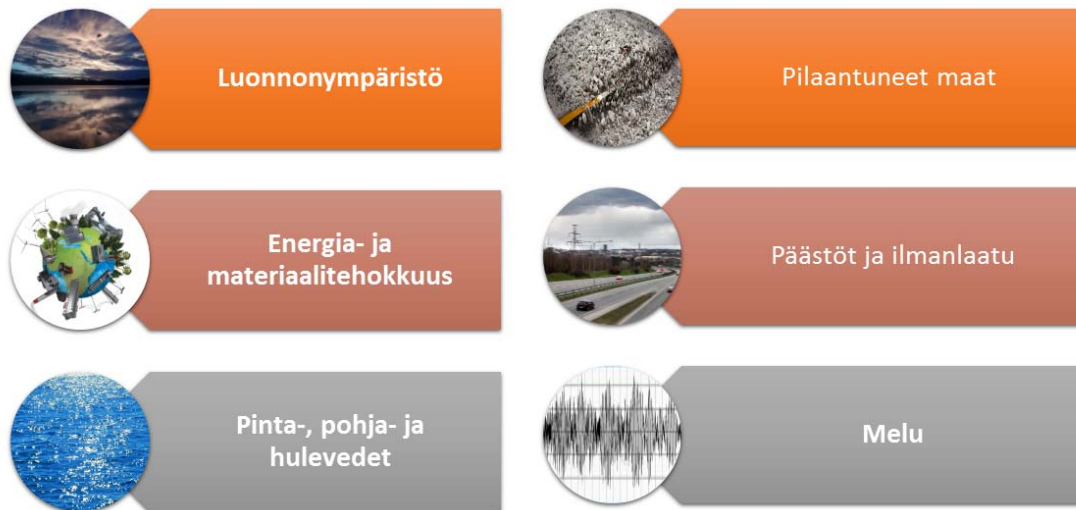 Luonnonympäristö
Pilaantuneet maat
Energia- ja
materiaalitehokkuus
Päästöt ja ilmanlaatu
Pinta-, pohja- ja
hulevedet
Melu